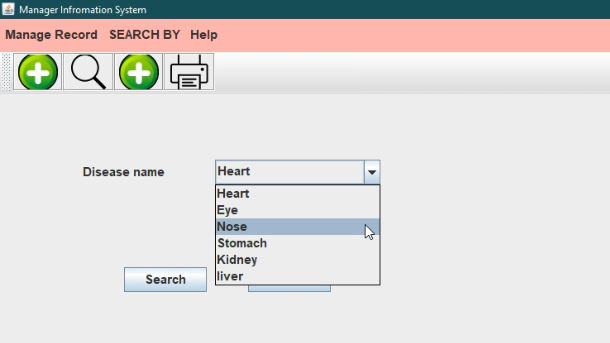 Manager Infromation System
Manage Record SEARCH BY Help
Disease name Heart
Heart
Eye
Nose
Stomach
Kidney
liver
Search